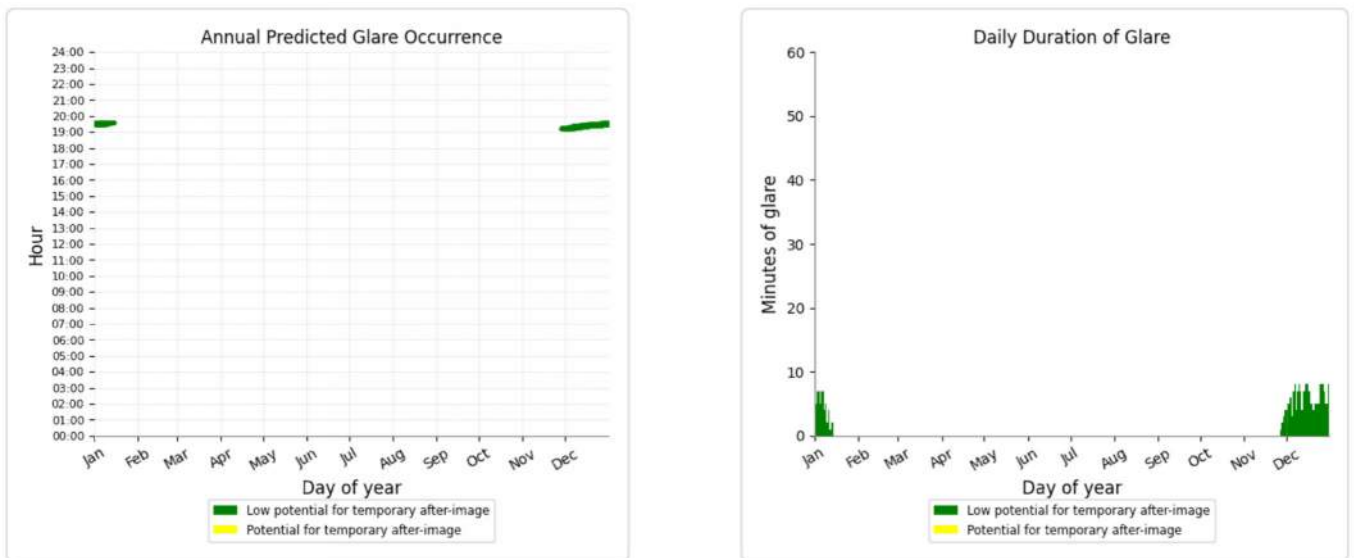 Annual Predicted Glare Occurrence
24:00
23:00
22:00
21:00
20:00
19:00
18:00
17:00
16:00
15:00
14:00
13:00
12:00
11:00
10:00
09:00
08:00
07:00
06:00
05:00
04:00
03:00
02:00
01:00
00:00
Hour
Jan Feb Mar Apr May Jun Jul Aug Sep Oct Nov Dec
Day of year
Low potential for temporary after-image
Potential for temporary after-image
Daily Duration of Glare
60
50
40
30
20
10
0
Minutes of glare
Jan Feb Mar Apr May Jun Jul Aug Sep Oct Nov Dec
Day of year
Low potential for temporary after-image
Potential for temporary after-image